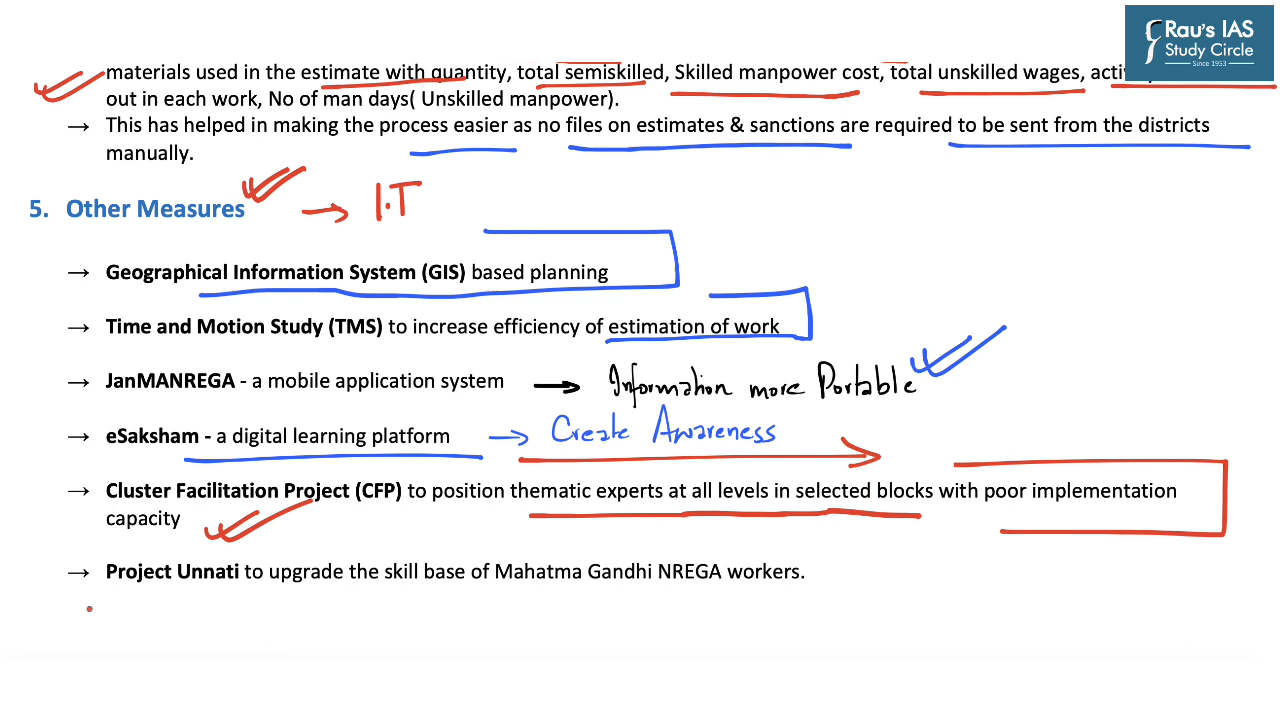 Rau's IAS
Study Circle
Since 1953
materials used in the estimate with quantity, total semiskilled, Skilled manpower cost, total unskilled wages,
out in each work, No of man days( Unskilled manpower).
→ This has helped in making the process easier as no files on estimates & sanctions are required to be sent from the districts
manually.
5. Other Measures → I.T
→ Geographical Information System (GIS) based planning
→ Time and Motion Study (TMS) to increase efficiency of estimation of work
→ JanMANREGA - a mobile application system → Information more Portable
→ eSaksham - a digital learning platform → Create Awareness
→ Cluster Facilitation Project (CFP) to position thematic experts at all levels in selected blocks with poor implementation
capacity
→ Project Unnati to upgrade the skill base of Mahatma Gandhi NREGA workers.